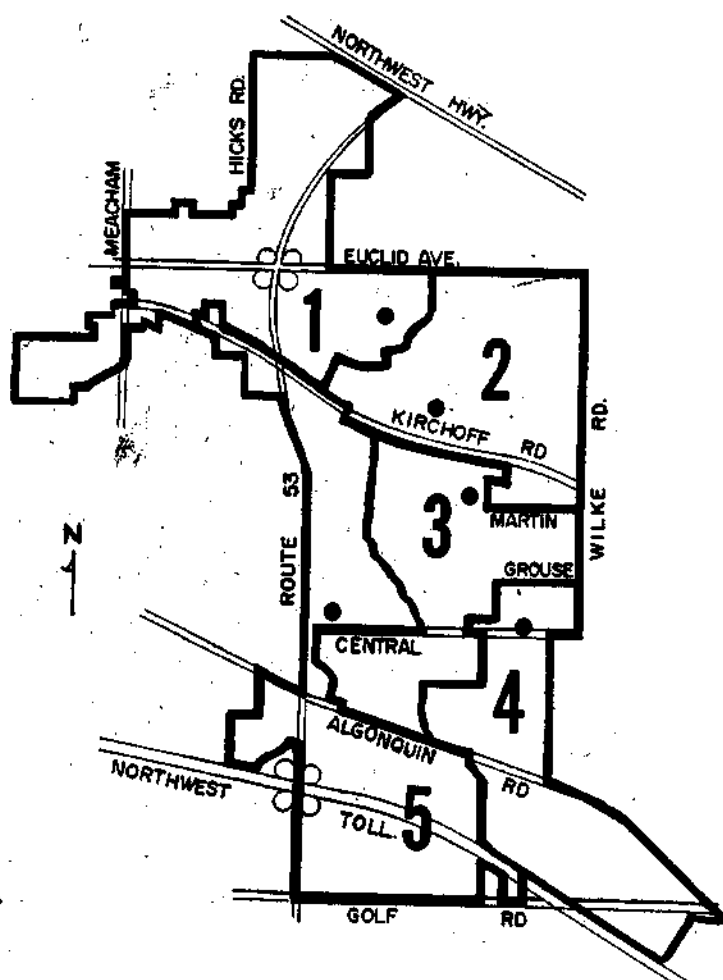 NORTHWEST HWY.
HICKS RD.
MEACHAM
EUCLID AVE.
1
2
KIRCHOFF RD
WILKE RD.
ROUTE 53
3
MARTIN
N
GROUSE
CENTRAL
4
ALGONQUIN RD
NORTHWEST TOLL.
5
GOLF RD